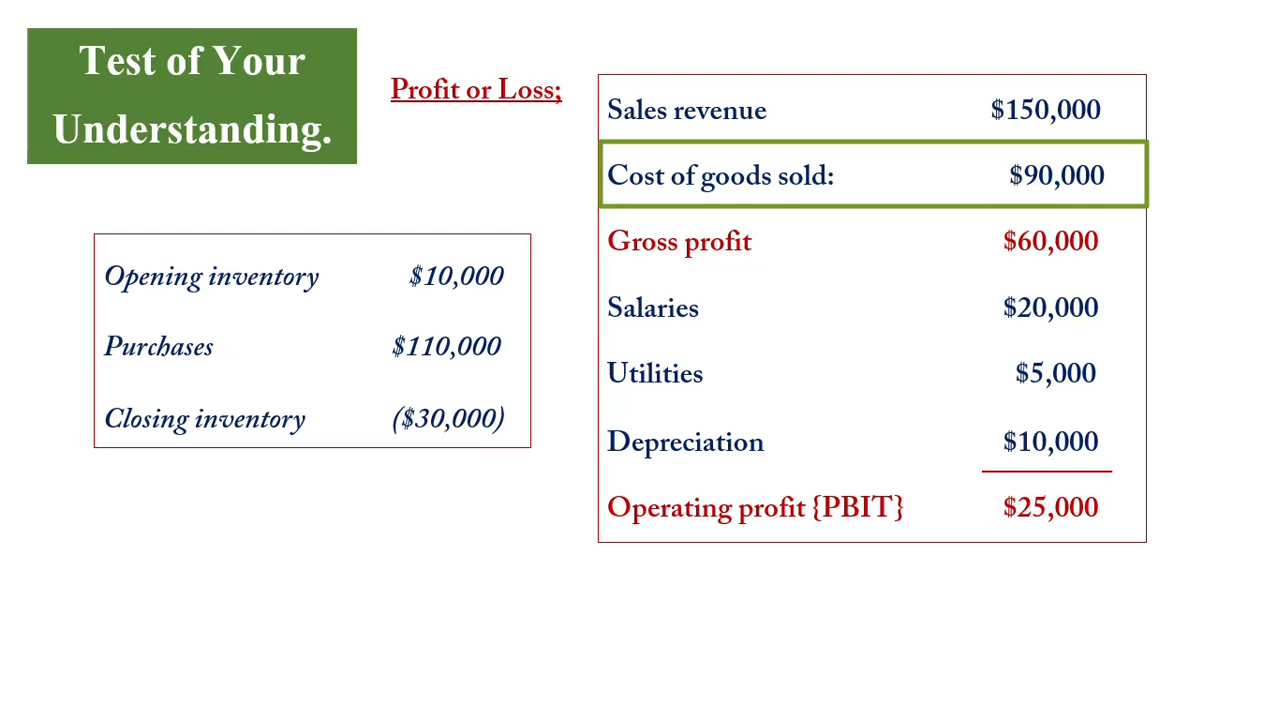 Test of Your
Understanding.
Profit or Loss;
Sales revenue $150,000
Cost of goods sold: $90,000
Gross profit $60,000
Salaries $20,000
Utilities $5,000
Depreciation $10,000
Operating profit {PBIT} $25,000
Opening inventory $10,000
Purchases $110,000
Closing inventory ($30,000)